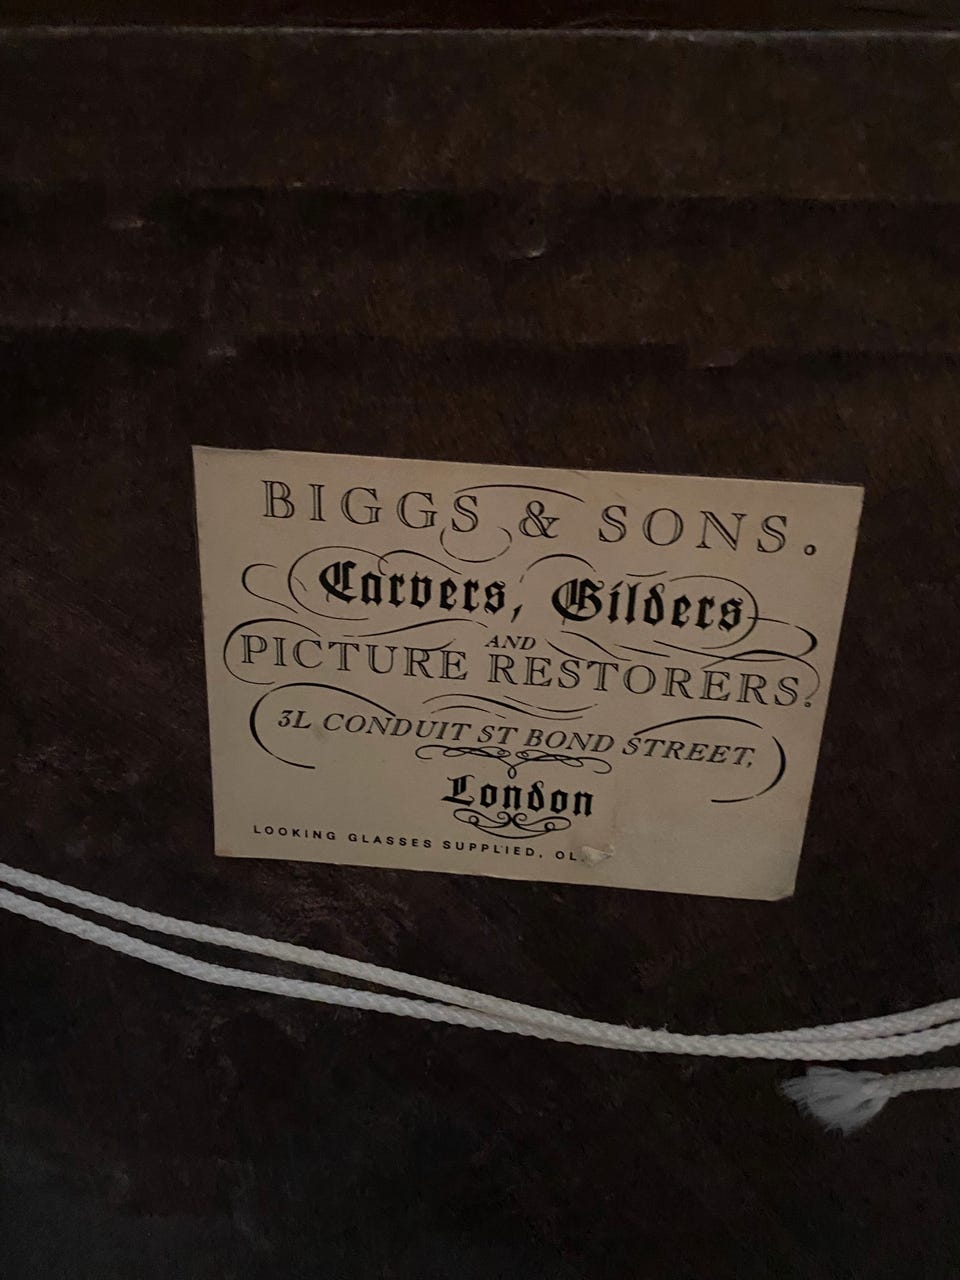 BIGGS & SONS.
Carvers, Gilders
AND
PICTURE RESTORERS.
3L CONDUIT ST BOND STREET,
London
LOOKING GLASSES SUPPLIED,